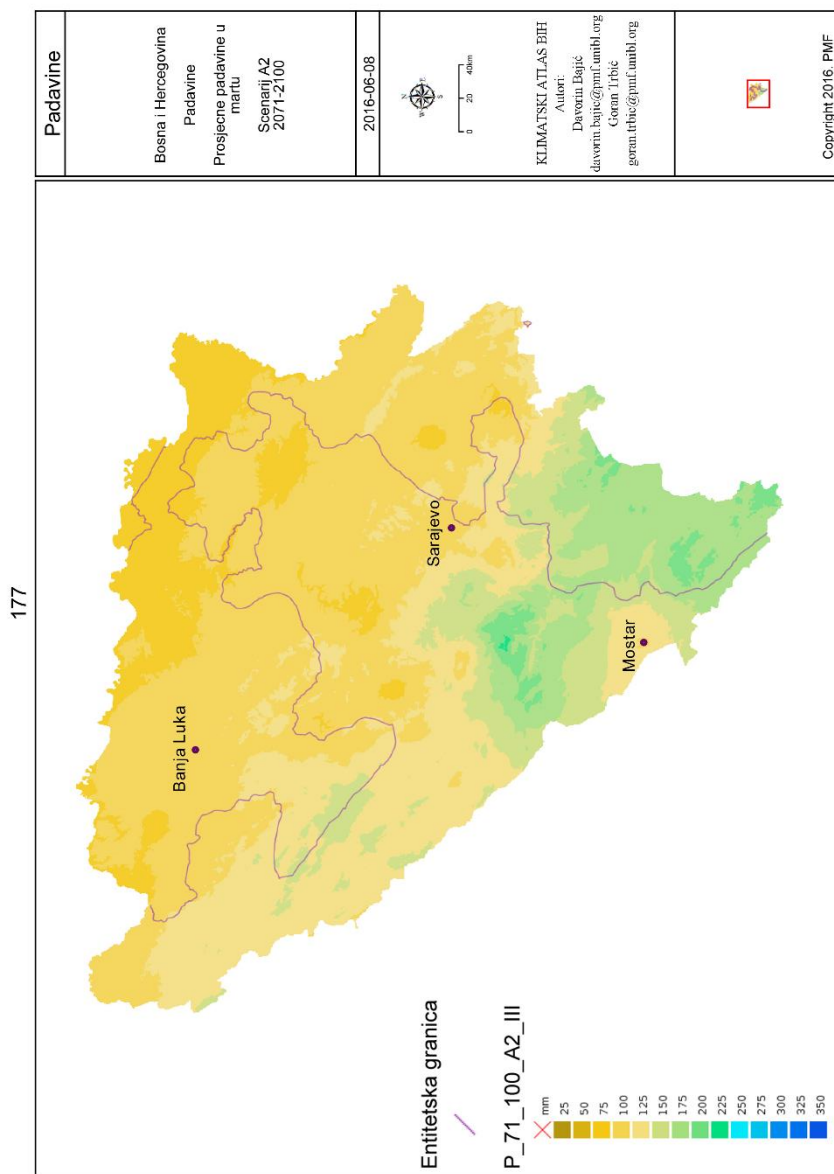 177
Padavine
Bosna i Hercegovina
Padavine
Prosjecne padavine u
martu
Scenarij A2
2071-2100
2016-06-08
N
W
E
S
0 20 40km
KLIMATSKI ATLAS BIH
Autori:
Davorin Bajić
davorin.bajic@pmf.unibl.org
Goran Trbić
goran.trbic@pmf.unibl.org
Copyright 2016. PMF
Banja Luka
Sarajevo
Mostar
Entitetska granica
P_71_100_A2_III
mm
25
50
75
100
125
150
175
200
225
250
275
300
325
350